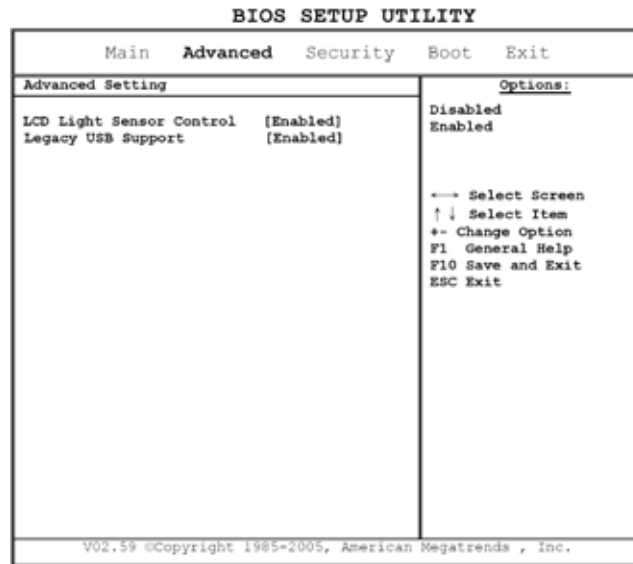 BIOS SETUP UTILITY
Main Advanced Security Boot Exit
Advanced Setting
LCD Light Sensor Control [Enabled]
Legacy USB Support [Enabled]
Options:
Disabled
Enabled
←→ Select Screen
↑↓ Select Item
+- Change Option
F1 General Help
F10 Save and Exit
ESC Exit
V02.59 ©Copyright 1985-2005, American Megatrends , Inc.